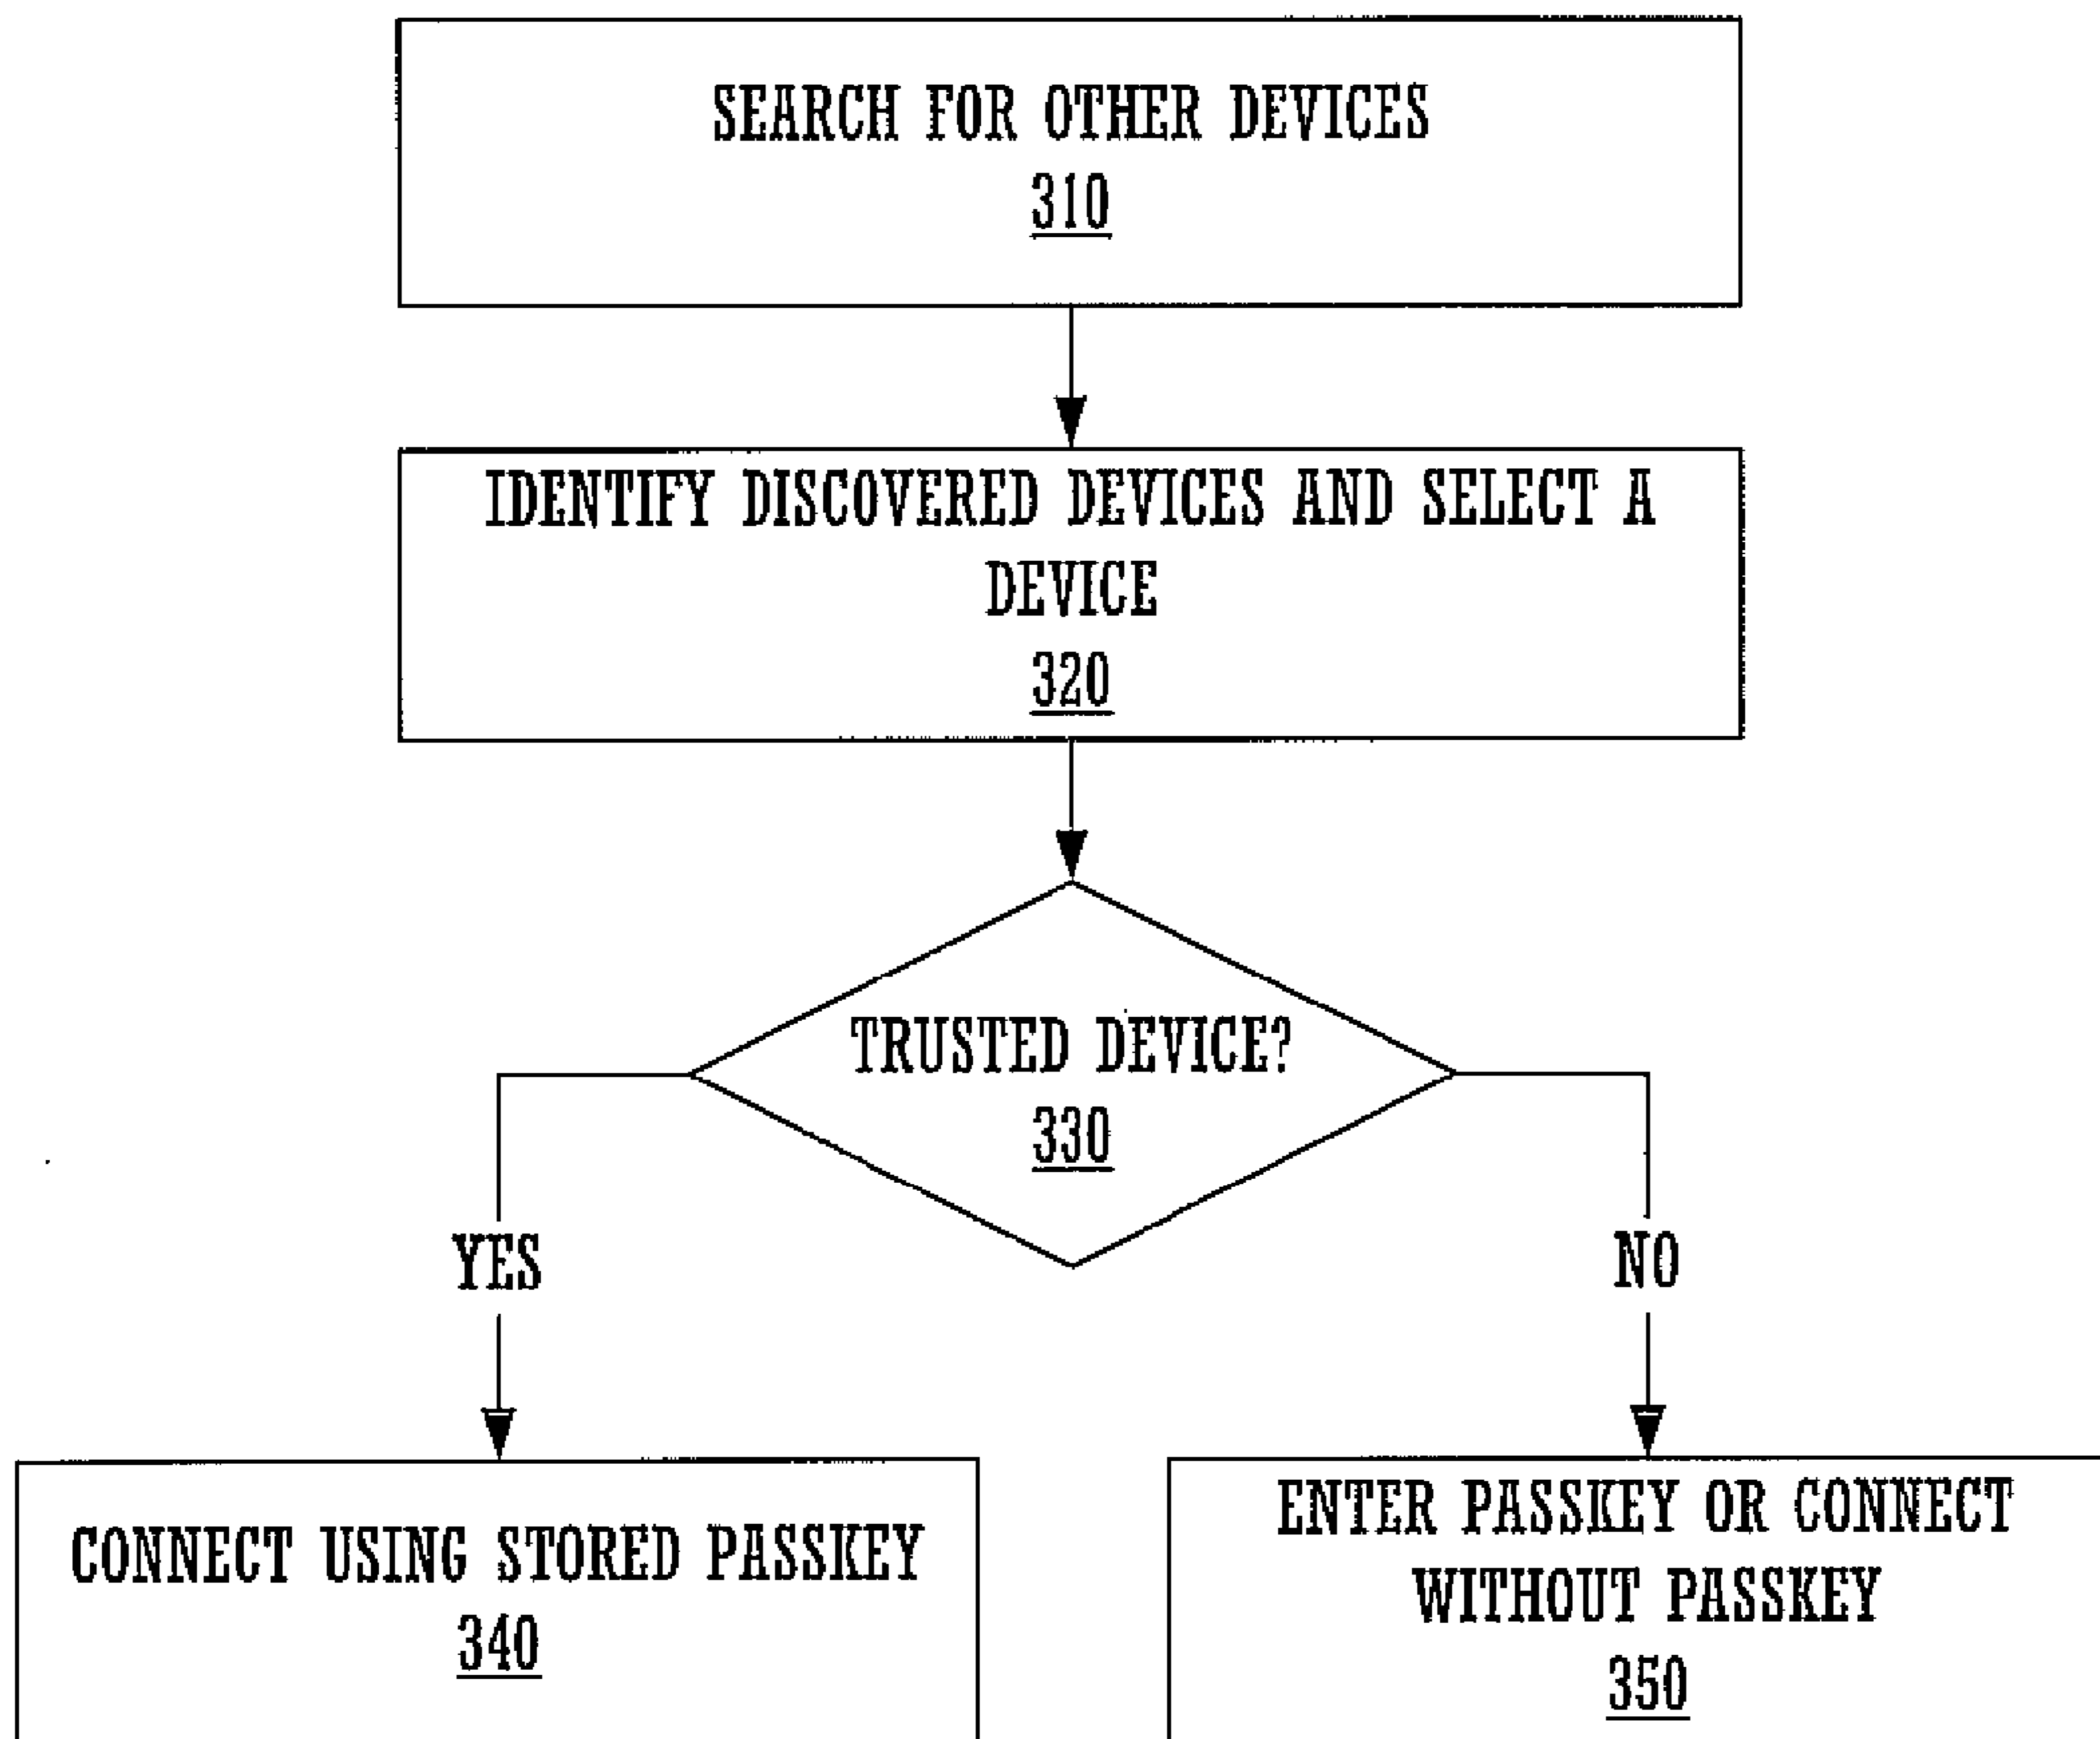 SEARCH FOR OTHER DEVICES
310
IDENTIFY DISCOVERED DEVICES AND SELECT A
DEVICE
320
TRUSTED DEVICE?
330
YES
NO
CONNECT USING STORED PASSKEY
340
ENTER PASSKEY OR CONNECT
WITHOUT PASSKEY
350